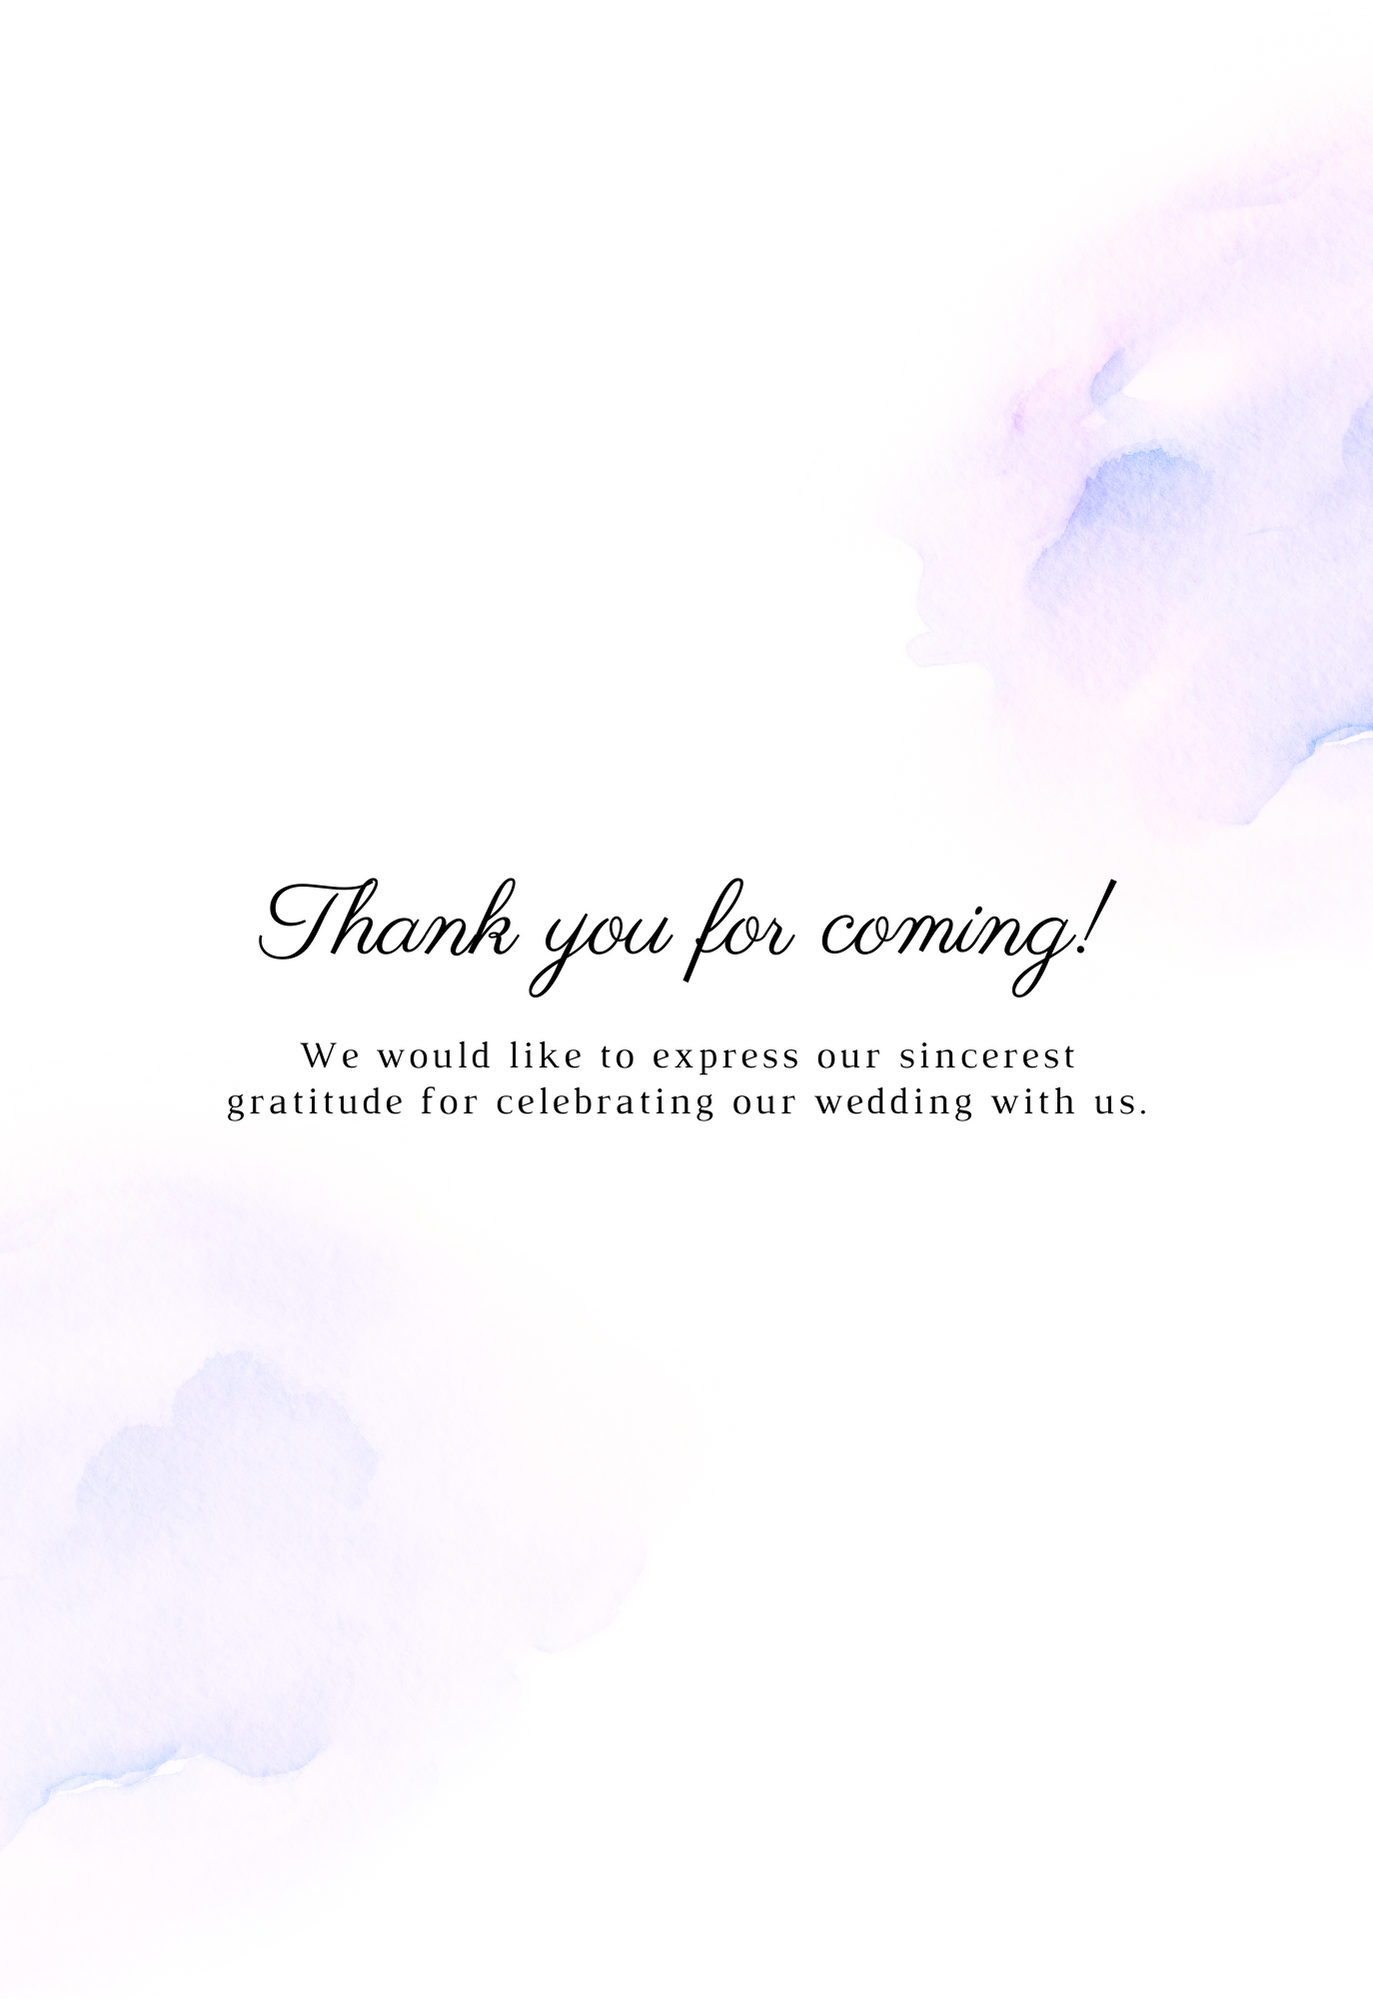 Thank you for coming!
We would like to express our sincerest
gratitude for celebrating our wedding with us.